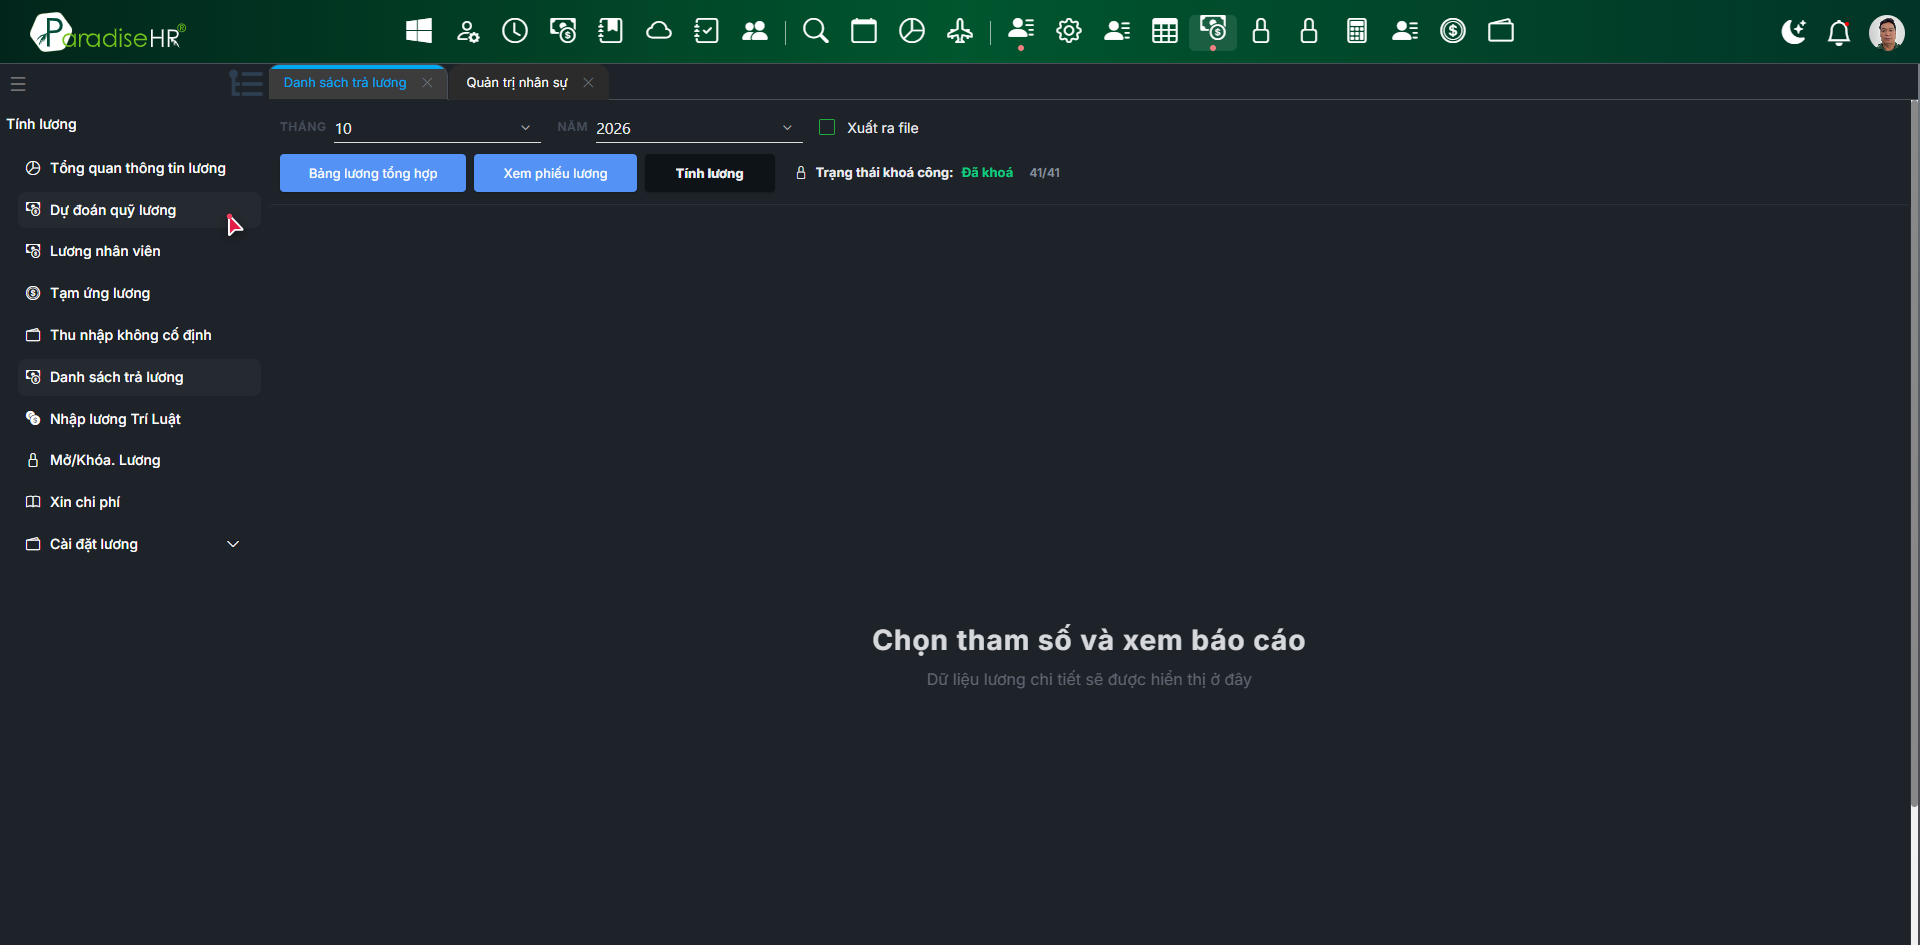 ParadiseHR®
Danh sách trả lương
Quản trị nhân sự
Tính lương
Tổng quan thông tin lương
Dự đoán quỹ lương
Lương nhân viên
Tạm ứng lương
Thu nhập không cố định
Danh sách trả lương
Nhập lương Trí Luật
Mở/Khóa. Lương
Xin chi phí
Cài đặt lương
THÁNG 10 NĂM 2026 Xuất ra file
Bảng lương tổng hợp Xem phiếu lương Tính lương Trạng thái khoá công: Đã khoá 41/41
Chọn tham số và xem báo cáo
Dữ liệu lương chi tiết sẽ được hiển thị ở đây